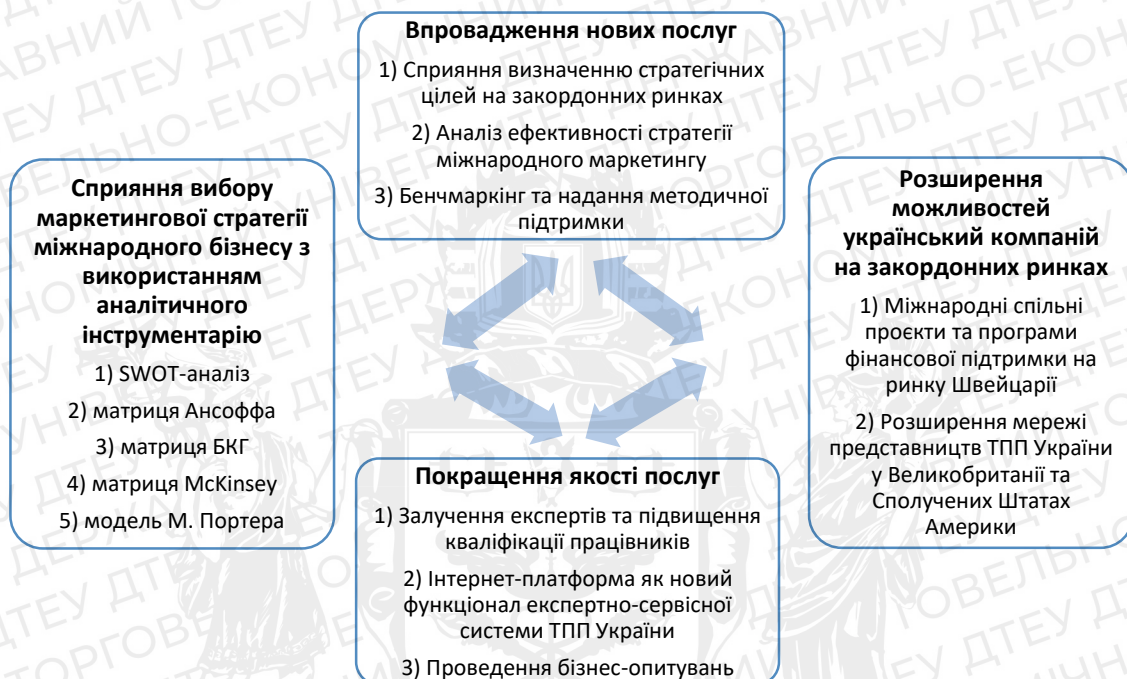 Впровадження нових послуг
1) Сприяння визначенню стратегічних
цілей на закордонних ринках
2) Аналіз ефективності стратегії
міжнародного маркетингу
3) Бенчмаркінг та надання методичної
підтримки
Сприяння вибору
маркетингової стратегії
міжнародного бізнесу з
використанням
аналітичного
інструментарію
1) SWOT-аналіз
2) матриця Ансоффа
3) матриця БКГ
4) матриця McKinsey
5) модель М. Портера
Розширення
можливостей
український компаній
на закордонних ринках
1) Міжнародні спільні
проєкти та програми
фінансової підтримки на
ринку Швейцарії
2) Розширення мережі
представництв ТПП України
у Великобританії та
Сполучених Штатах
Америки
Покращення якості послуг
1) Залучення експертів та підвищення
кваліфікації працівників
2) Інтернет-платформа як новий
функціонал експертно-сервісної
системи ТПП України
3) Проведення бізнес-опитувань